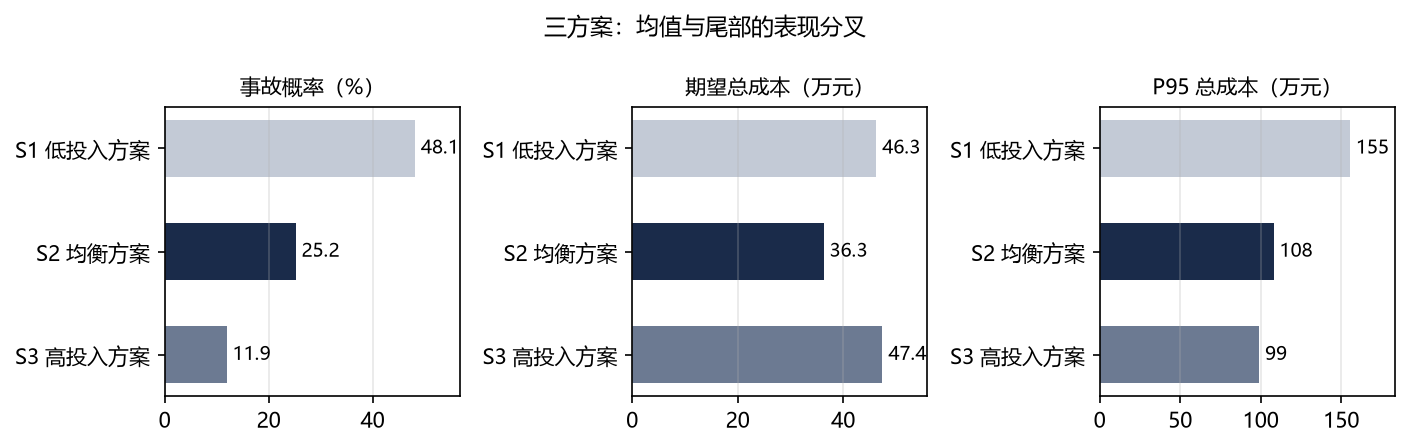 三方案：均值与尾部的表现分叉
事故概率（%）
S1 低投入方案
48.1
S2 均衡方案
25.2
S3 高投入方案
11.9
0 20 40
期望总成本（万元）
S1 低投入方案
46.3
S2 均衡方案
36.3
S3 高投入方案
47.4
0 20 40
P95 总成本（万元）
S1 低投入方案
155
S2 均衡方案
108
S3 高投入方案
99
0 50 100 150